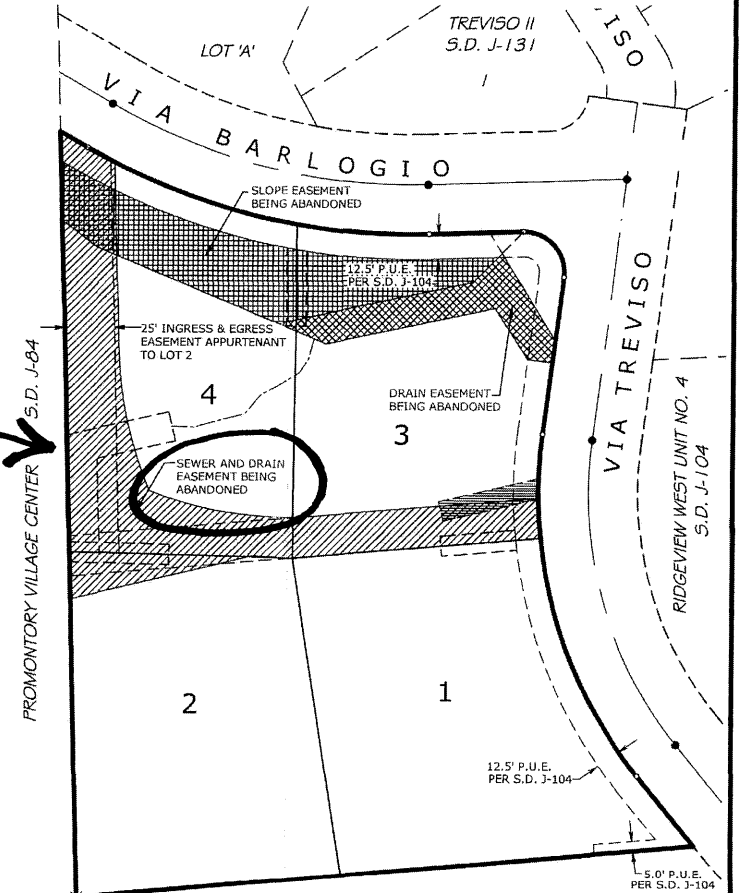 TREVISO II
S.D. J-131
LOT 'A'
ISO
VIA BARLOGIO
SLOPE EASEMENT
BEING ABANDONED
12.5' P.U.E.
PER S.D. J-104
VIA TREVISO
25' INGRESS & EGRESS
EASEMENT APPURTENANT
TO LOT 2
4
DRAIN EASEMENT
BEING ABANDONED
3
SEWER AND DRAIN
EASEMENT BEING
ABANDONED
PROMONTORY VILLAGE CENTER S.D. J-84
RIDGEVIEW WEST UNIT NO. 4
S.D. J-104
2
1
12.5' P.U.E.
PER S.D. J-104
5.0' P.U.E.
PER S.D. J-104